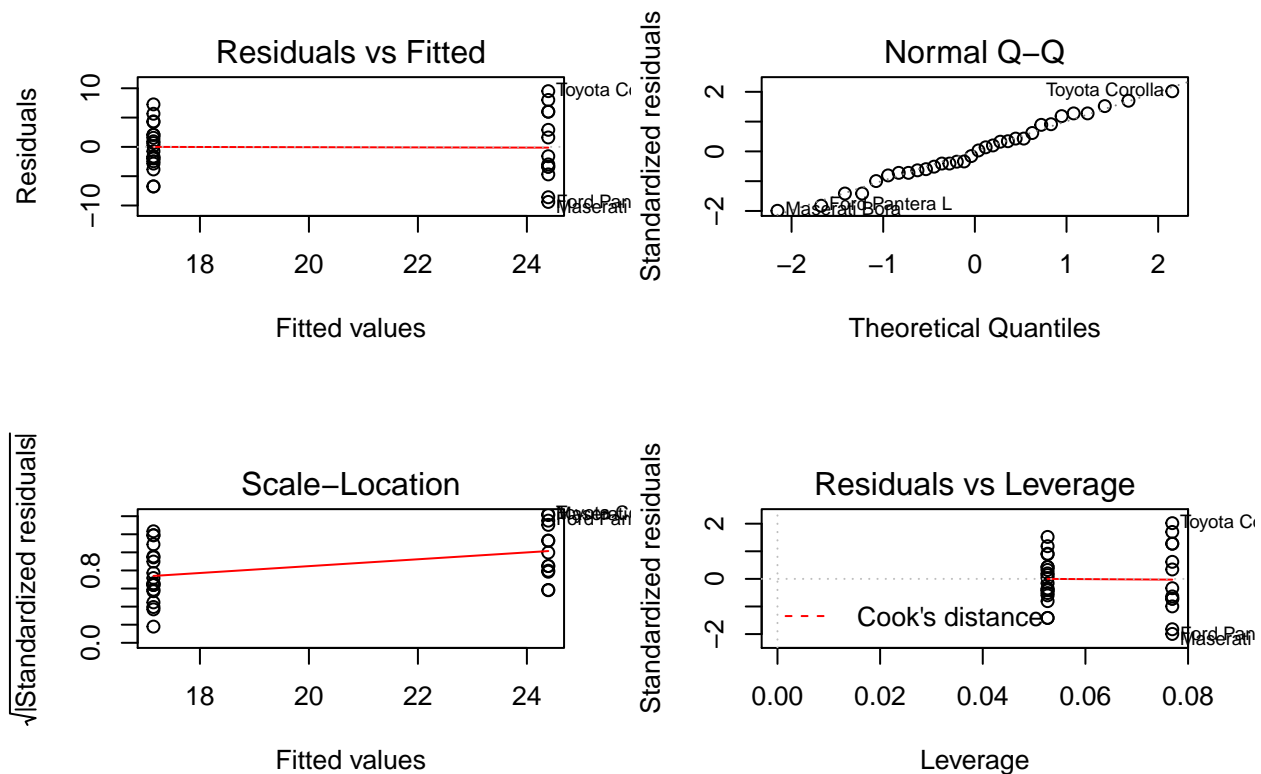 Residuals vs Fitted
Residuals
10
0
−10
Toyota Co
Ford Pan
Maserati
18
20
22
24
Fitted values
Normal Q−Q
Standardized residuals
2
0
−2
Toyota Corolla
Ford Pantera L
Maserati Bora
−2
−1
0
1
2
Theoretical Quantiles
Scale−Location
√|Standardized residuals|
0.8
0.0
Toyota C
Maserati
Ford Pan
18
20
22
24
Fitted values
Residuals vs Leverage
Standardized residuals
2
0
−2
Toyota Co
Cook's distance
Ford Pan
Maserati
0.00
0.02
0.04
0.06
0.08
Leverage